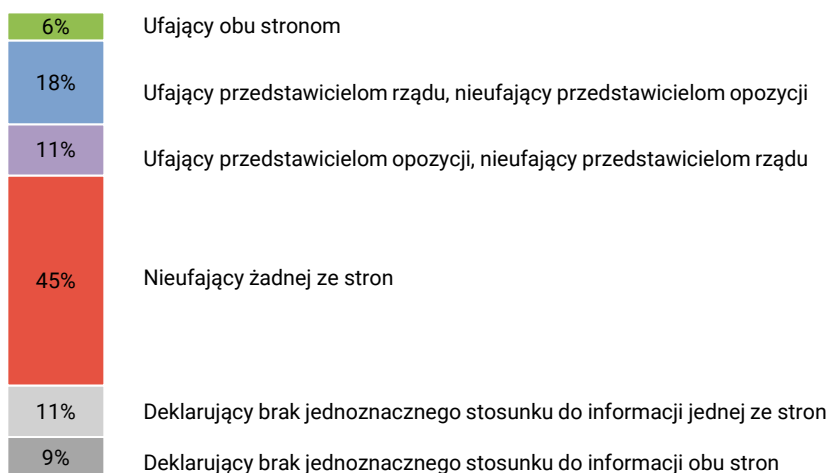 6% Ufający obu stronom
18% Ufający przedstawicielom rządu, nieufający przedstawicielom opozycji
11% Ufający przedstawicielom opozycji, nieufający przedstawicielom rządu
45% Nieufający żadnej ze stron
11% Deklarujący brak jednoznacznego stosunku do informacji jednej ze stron
9% Deklarujący brak jednoznacznego stosunku do informacji obu stron